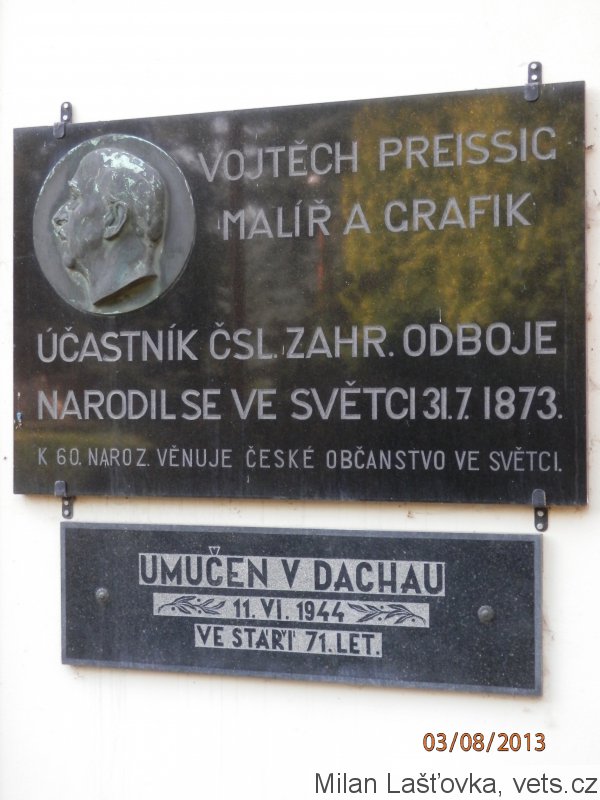 VOJTĚCH PREISSIG
MALÍŘ A GRAFIK
ÚČASTNÍK ČSL. ZAHR. ODBOJE
NARODIL SE VE SVĚTCI 31.7. 1873.
K 60. NAROZ. VĚNUJE ČESKÉ OBČANSTVO VE SVĚTCI.
UMUČEN V DACHAU
11. VI. 1944
VE STÁŘÍ 71. LET.
03/08/2013
Milan Lašťovka, vets.cz